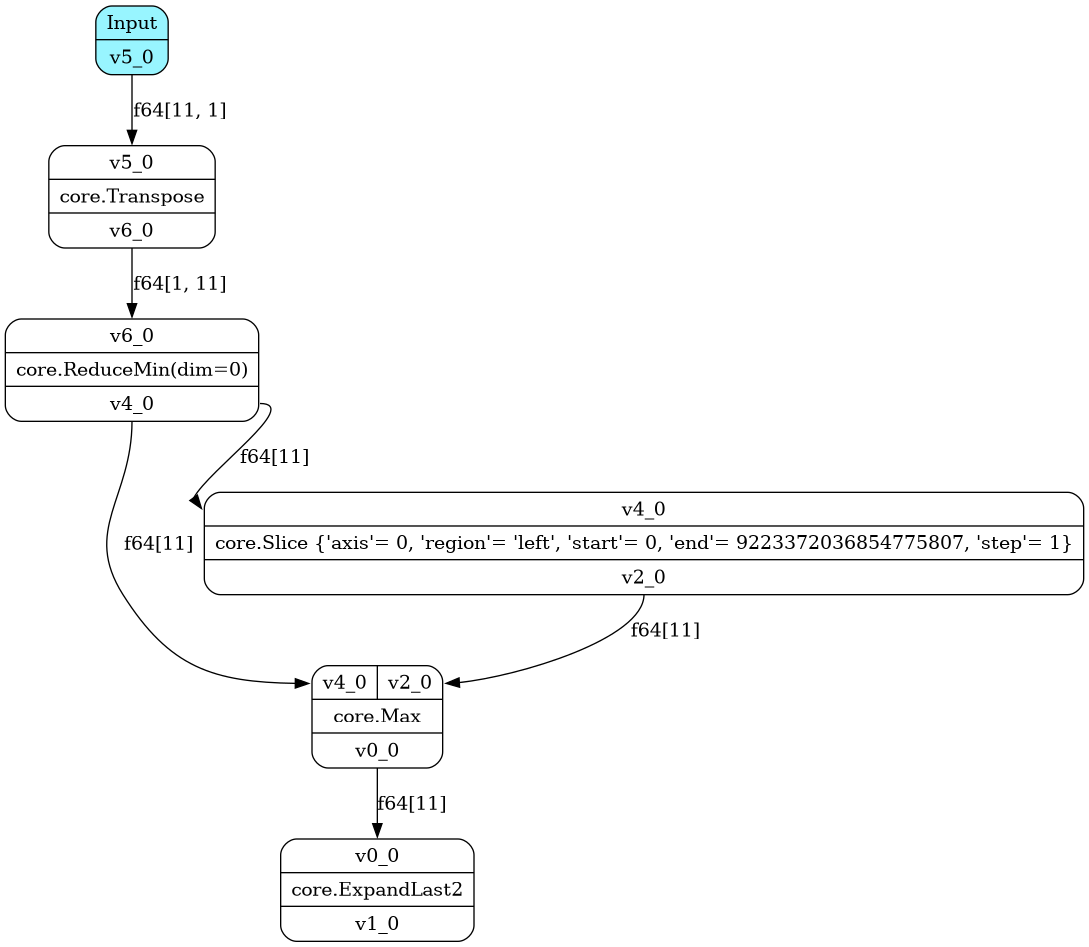 Input
v5_0
f64[11, 1]
v5_0
core.Transpose
v6_0
f64[1, 11]
v6_0
core.ReduceMin(dim=0)
v4_0
f64[11]
v4_0
core.Slice {'axis'= 0, 'region'= 'left', 'start'= 0, 'end'= 9223372036854775807, 'step'= 1}
v2_0
f64[11]
f64[11]
v4_0 v2_0
core.Max
v0_0
f64[11]
v0_0
core.ExpandLast2
v1_0